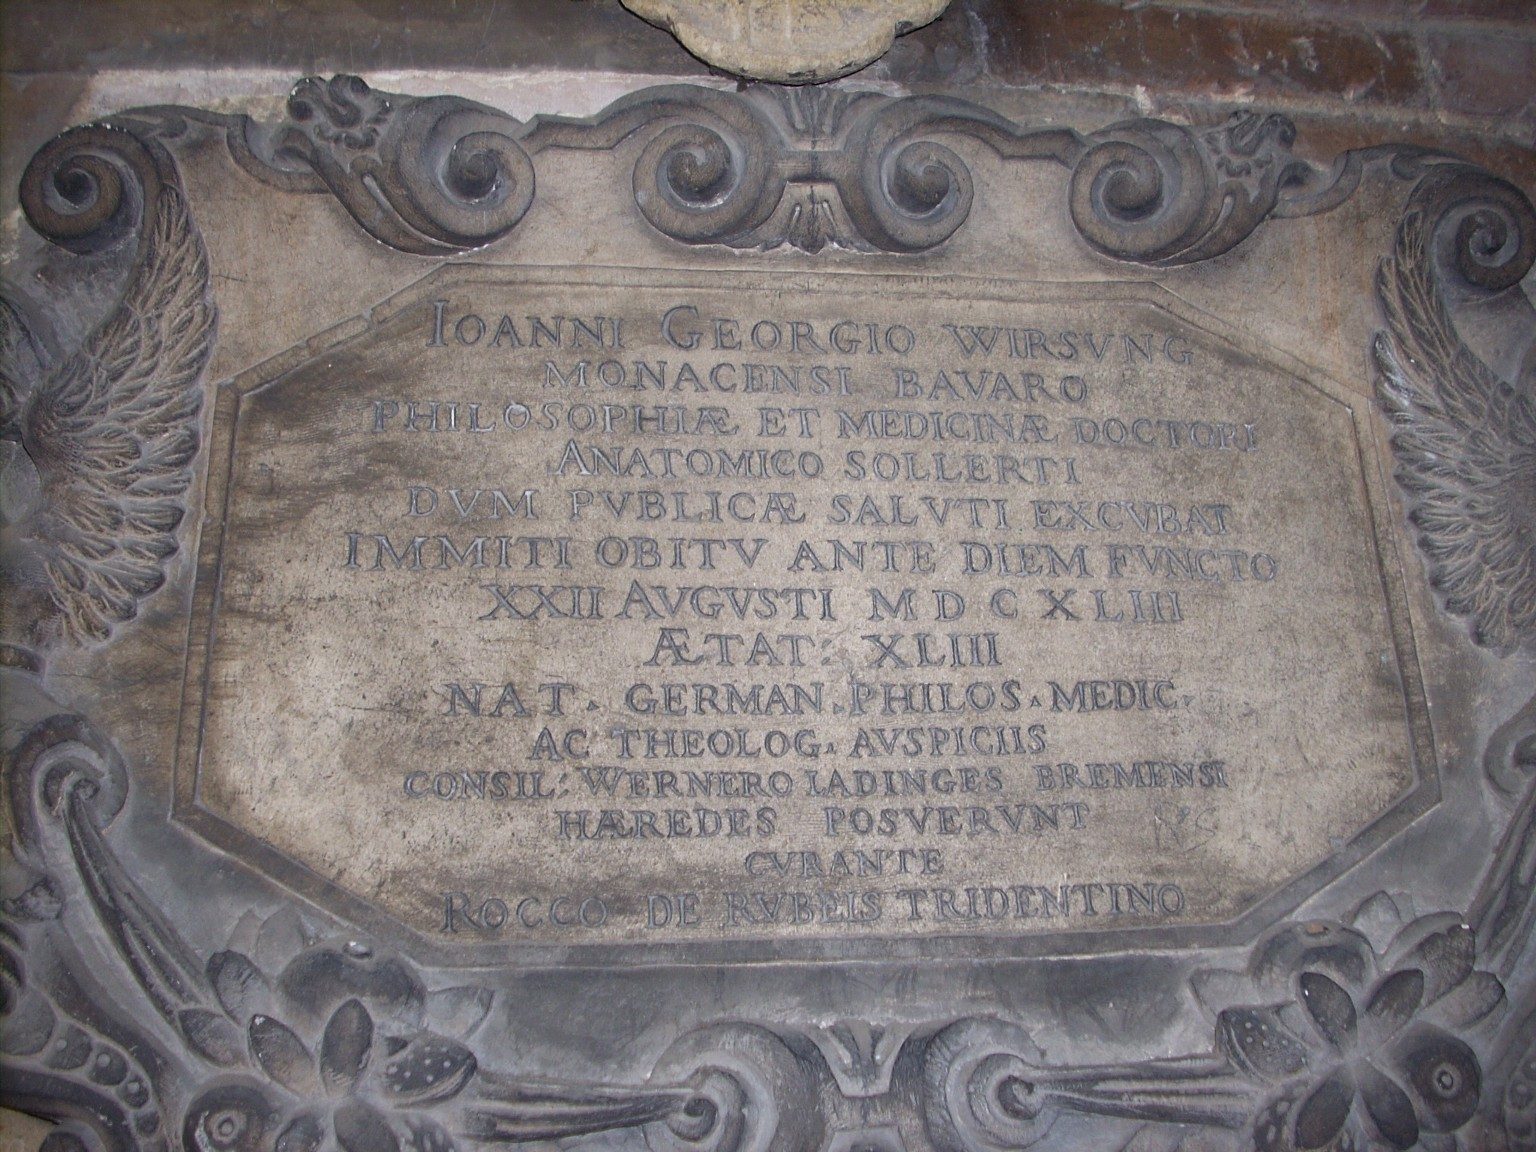 IOANNI GEORGIO WIRSVNG
MONACENSI BAVARO
PHILOSOPHIÆ ET MEDICINÆ DOCTORI
ANATOMICO SOLLERTI
DVM PVBLICÆ SALVTI EXCVBAT
IMMITI OBITV ANTE DIEM FVNCTO
XXII AVGVSTI M D C XLIII
ÆTAT: XLIII
NAT. GERMAN. PHILOS. MEDIC.
AC THEOLOG. AVSPICIIS
CONSIL: WERNERO LADINGES BREMENSI
HÆREDES POSVERVNT
CVRANTE
ROCCO DE RVBEIS TRIDENTINO